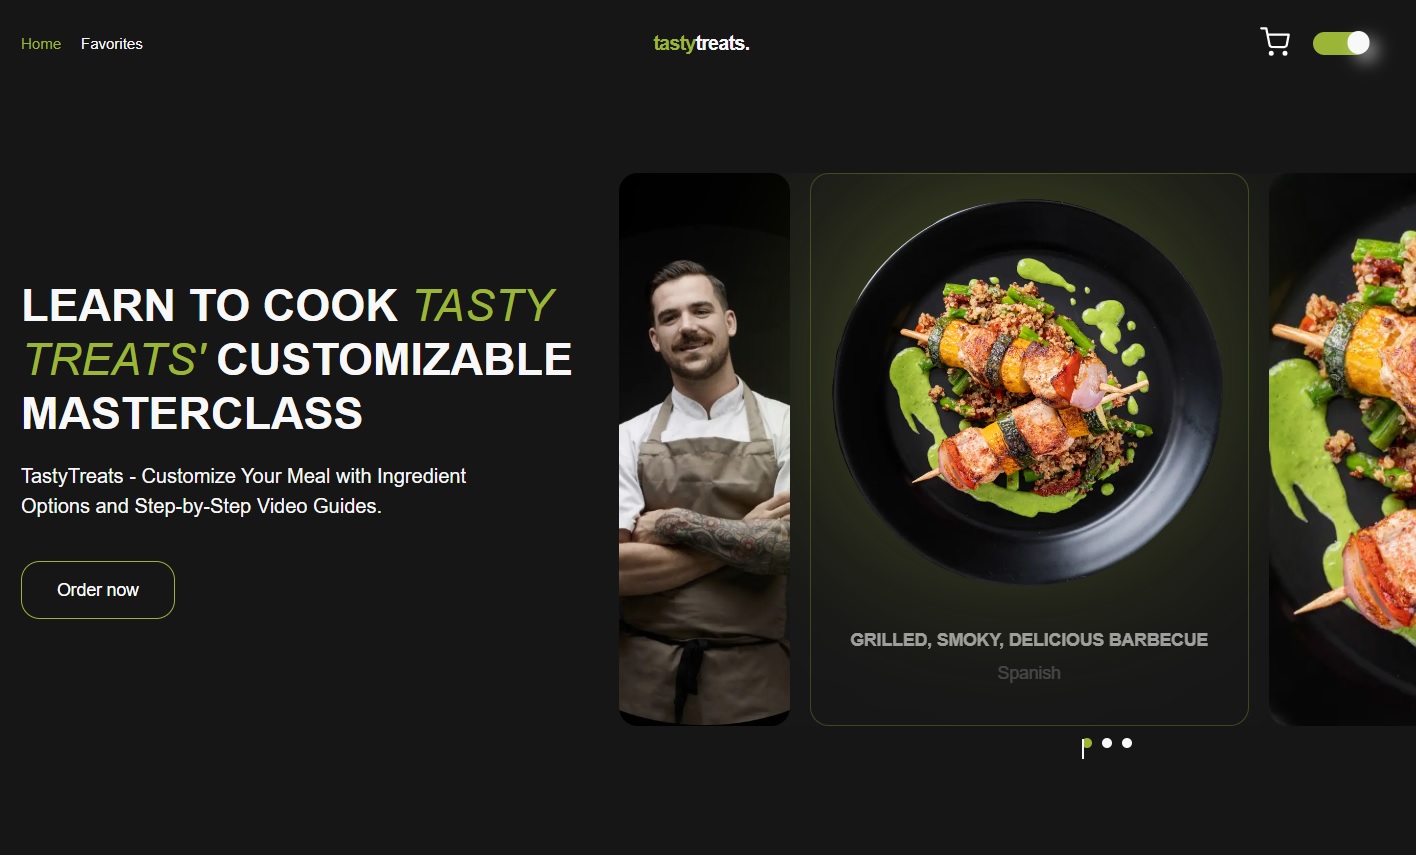 Home Favorites
tastytreats.
LEARN TO COOK TASTY
TREATS' CUSTOMIZABLE
MASTERCLASS
TastyTreats - Customize Your Meal with Ingredient
Options and Step-by-Step Video Guides.
Order now
GRILLED, SMOKY, DELICIOUS BARBECUE
Spanish